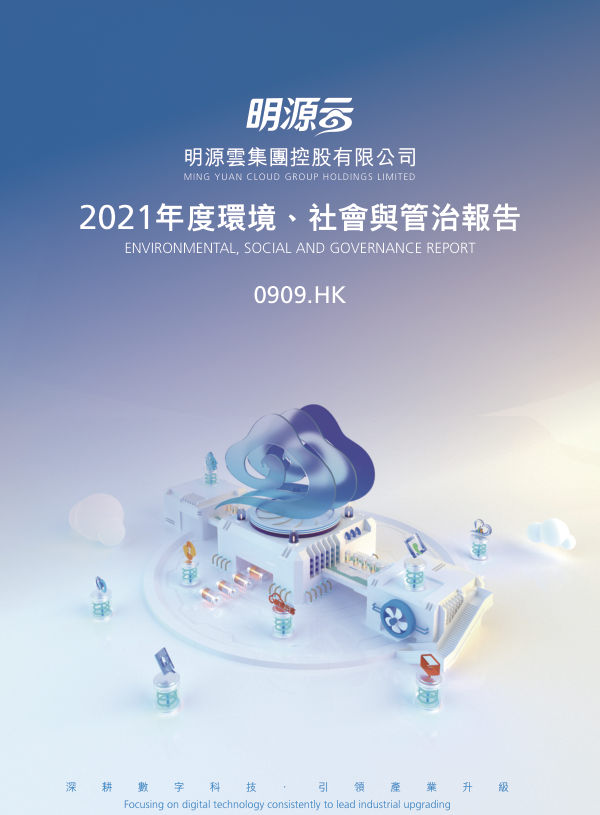 明源云
明源雲集團控股有限公司
MING YUAN CLOUD GROUP HOLDINGS LIMITED
2021年度環境、社會與管治報告
ENVIRONMENTAL, SOCIAL AND GOVERNANCE REPORT
0909.HK
深耕數字科技·引領產業升級
Focusing on digital technology consistently to lead industrial upgrading